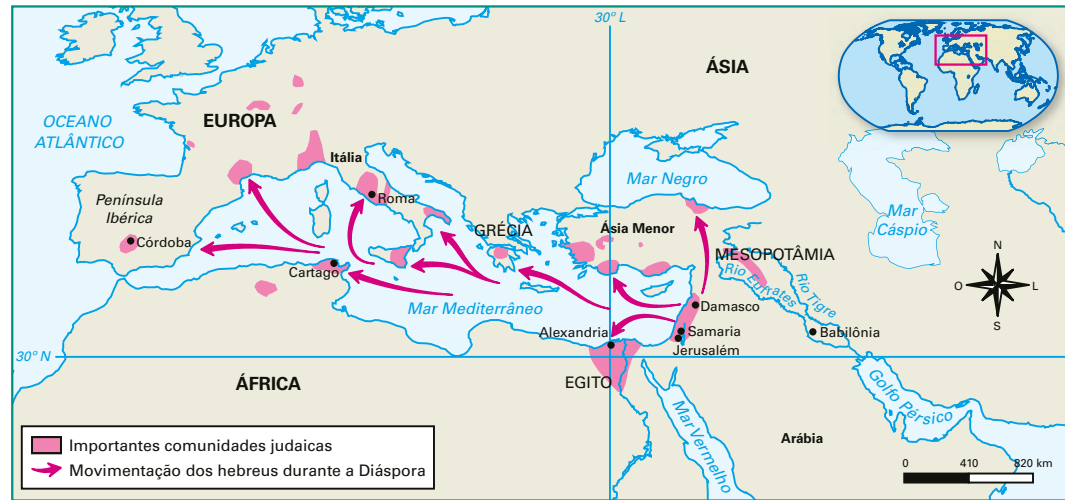 30º L
ÁSIA
OCEANO
ATLÂNTICO
EUROPA
Itália
Mar Negro
Mar
Cáspio
Península
Ibérica
Roma
Córdoba
GRÉCIA
Ásia Menor
MESOPOTÂMIA
Rio Eufrates
Rio Tigre
Cartago
Mar Mediterrâneo
Damasco
Alexandria
Samaria
Jerusalém
Babilônia
30º N
ÁFRICA
EGITO
Mar Vermelho
Golfo Pérsico
Arábia
N
O
L
S
Importantes comunidades judaicas
Movimentação dos hebreus durante a Diáspora
0 410 820 km